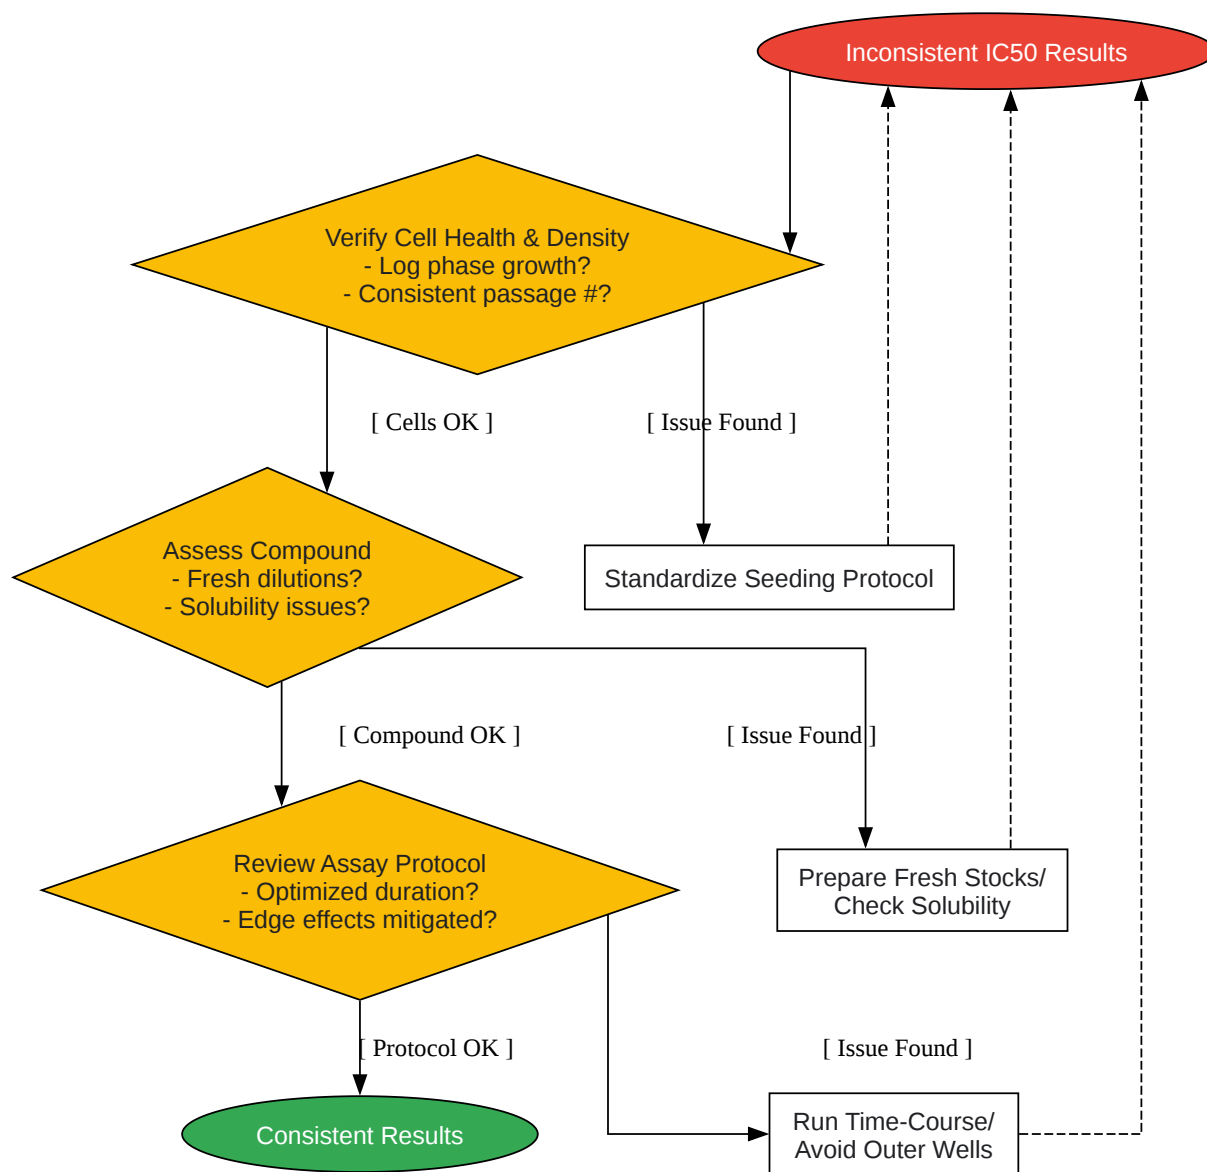 Inconsistent IC50 Results
Verify Cell Health & Density
- Log phase growth?
- Consistent passage #?
[ Cells OK ]
[ Issue Found ]
Assess Compound
- Fresh dilutions?
- Solubility issues?
Standardize Seeding Protocol
[ Compound OK ]
[ Issue Found ]
Review Assay Protocol
- Optimized duration?
- Edge effects mitigated?
Prepare Fresh Stocks/
Check Solubility
[ Protocol OK ]
[ Issue Found ]
Consistent Results
Run Time-Course/
Avoid Outer Wells